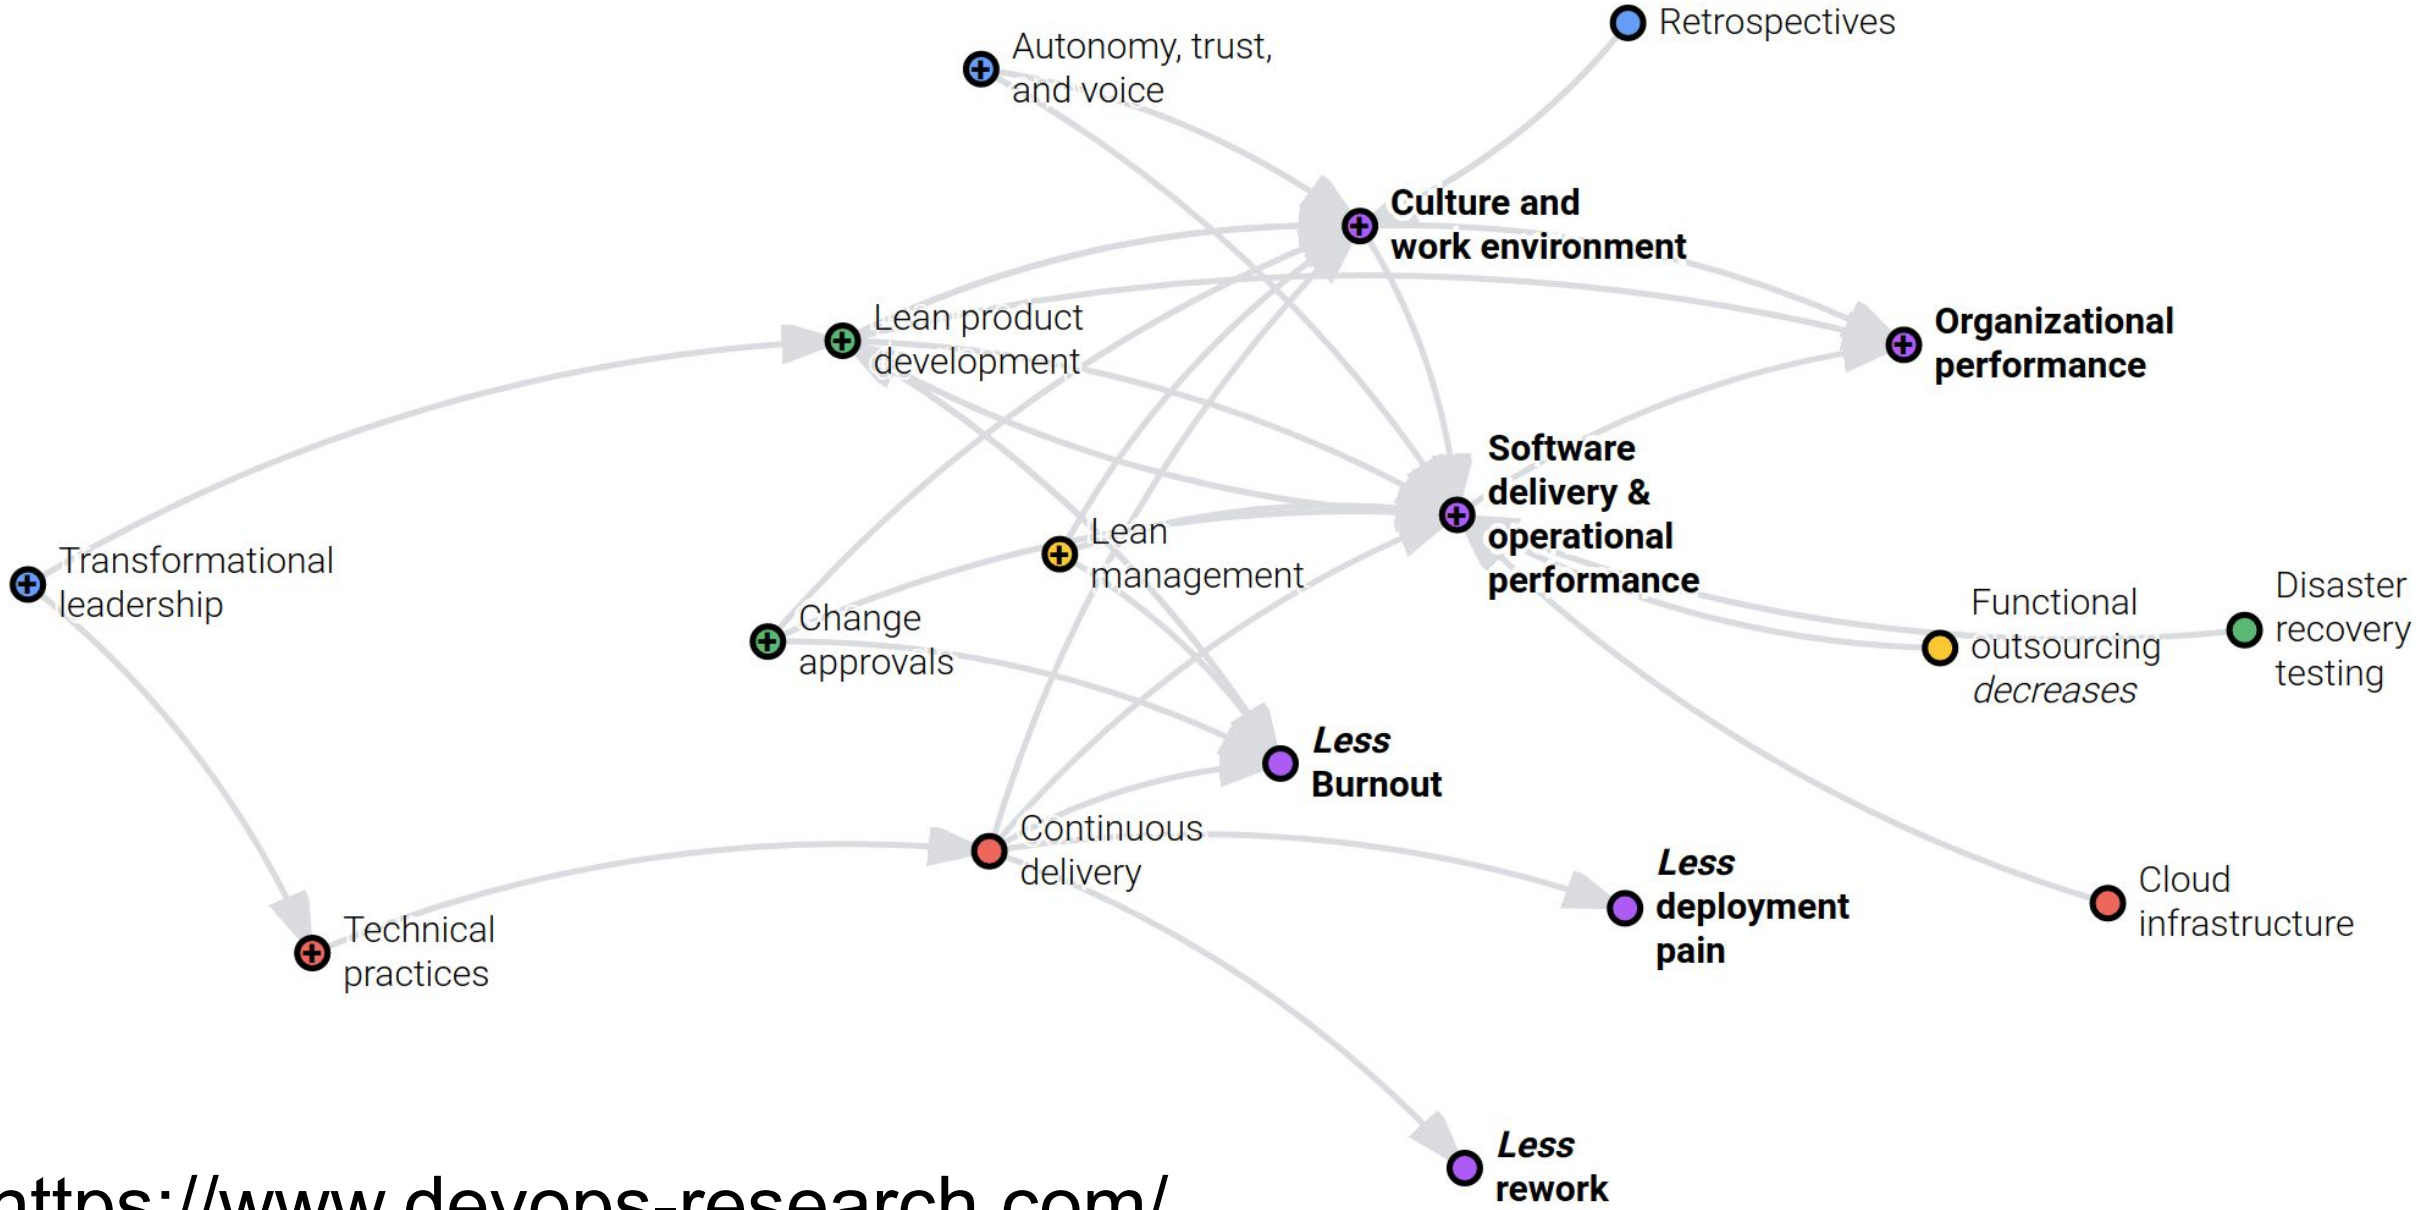 Retrospectives
Autonomy, trust,
and voice
Culture and
work environment
Lean product
development
Organizational
performance
Software
delivery &
operational
performance
Lean
management
Transformational
leadership
Change
approvals
Functional
outsourcing
decreases
Disaster
recovery
testing
Less
Burnout
Continuous
delivery
Less
deployment
pain
Cloud
infrastructure
Technical
practices
Less
rework
https://www.devops-research.com/